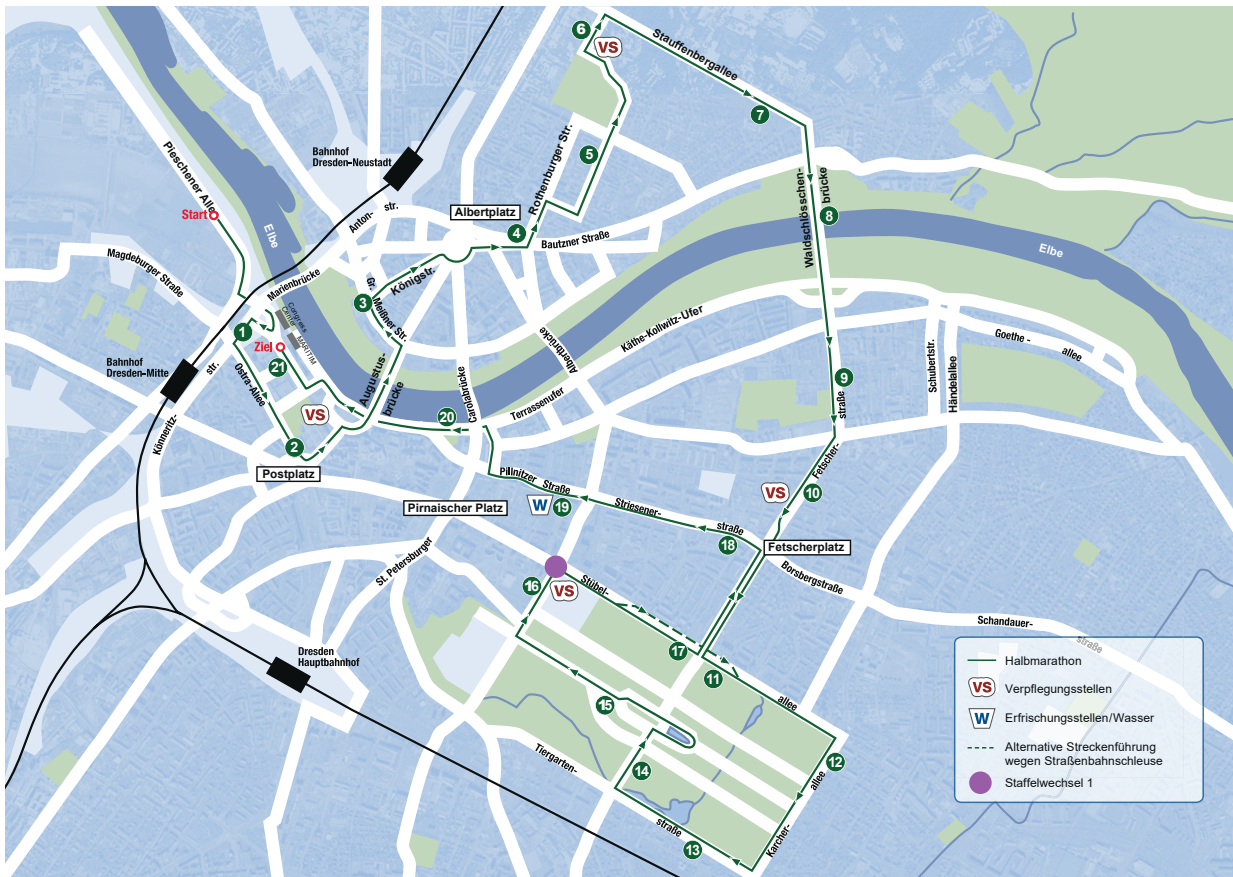 6
VS
Stauffenbergallee
7
Bahnhof
Dresden-Neustadt
Pieschener Allee
Start
Rothenburger Str.
5
Anton-
str.
Albertplatz
4
Bautzner Straße
Waldschlösschen-
brücke
8
Elbe
Elbe
Magdeburger Straße
Marienbrücke
Königstr.
Gr. Meißner Str.
3
Congress
Center
MARITIM
1
Ziel
21
Bahnhof
Dresden-Mitte
str.
Könneritz-
Ostra-Allee
VS
2
Postplatz
Augustus-
brücke
Carolabrücke
20
Terrassenufer
Albertbrücke
Käthe-Kollwitz-Ufer
Goethe -
allee
Schubertstr.
Händelallee
9
straße
Fetscher-
10
VS
Pillnitzer Straße
W
19
Striesener-
straße
18
Fetscherplatz
Pirnaischer Platz
Borsbergstraße
Schandauer-
straße
St. Petersburger
16
VS
Stübel-
17
11
allee
Dresden
Hauptbahnhof
15
14
12
Tiergarten-
straße
13
Karcher-
allee
Halbmarathon
VS
Verpflegungsstellen
W
Erfrischungsstellen/Wasser
Alternative Streckenführung
wegen Straßenbahnschleuse
Staffelwechsel 1